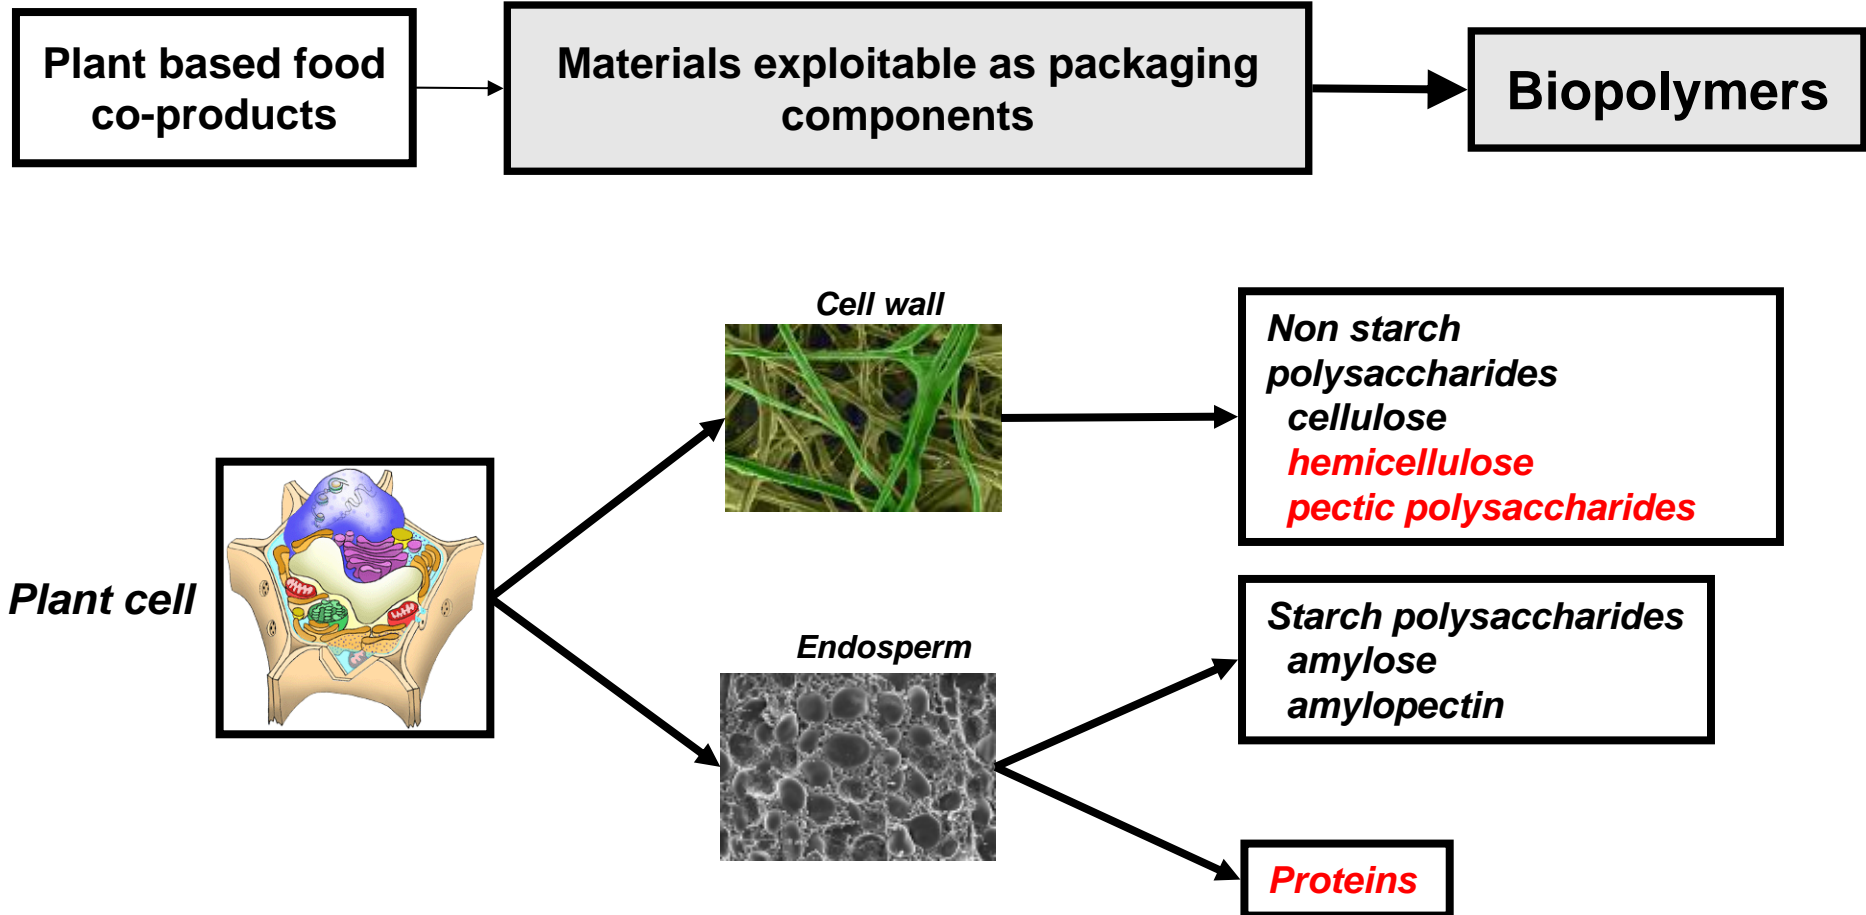 Plant based food
co-products
Materials exploitable as packaging
components
Biopolymers
Cell wall
Non starch
polysaccharides
cellulose
hemicellulose
pectic polysaccharides
Plant cell
Endosperm
Starch polysaccharides
amylose
amylopectin
Proteins